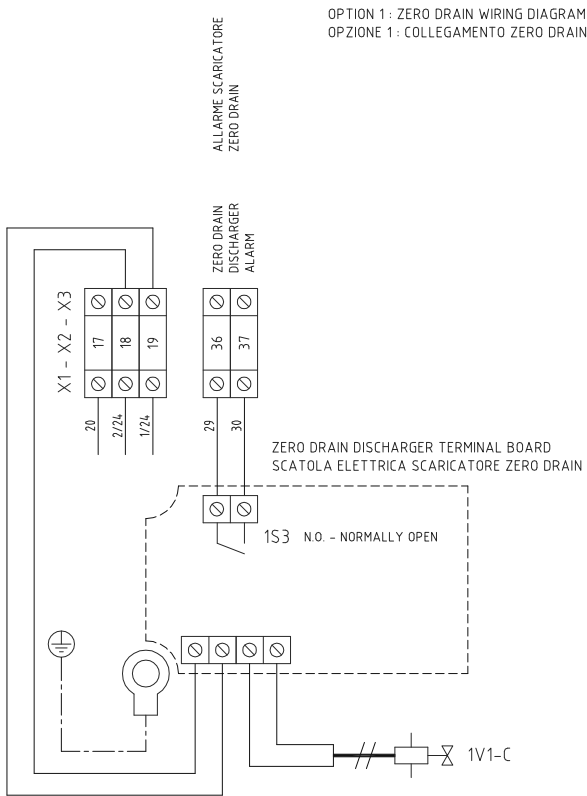 OPTION 1 : ZERO DRAIN WIRING DIAGRAM
OPZIONE 1 : COLLEGAMENTO ZERO DRAIN
ALLARME SCARICATORE
ZERO DRAIN
ZERO DRAIN
DISCHARGER
ALARM
X1 - X2 - X3
17
18
19
36
37
20
2/24
1/24
29
30
ZERO DRAIN DISCHARGER TERMINAL BOARD
SCATOLA ELETTRICA SCARICATORE ZERO DRAIN
1S3 N.O. - NORMALLY OPEN
1V1-C